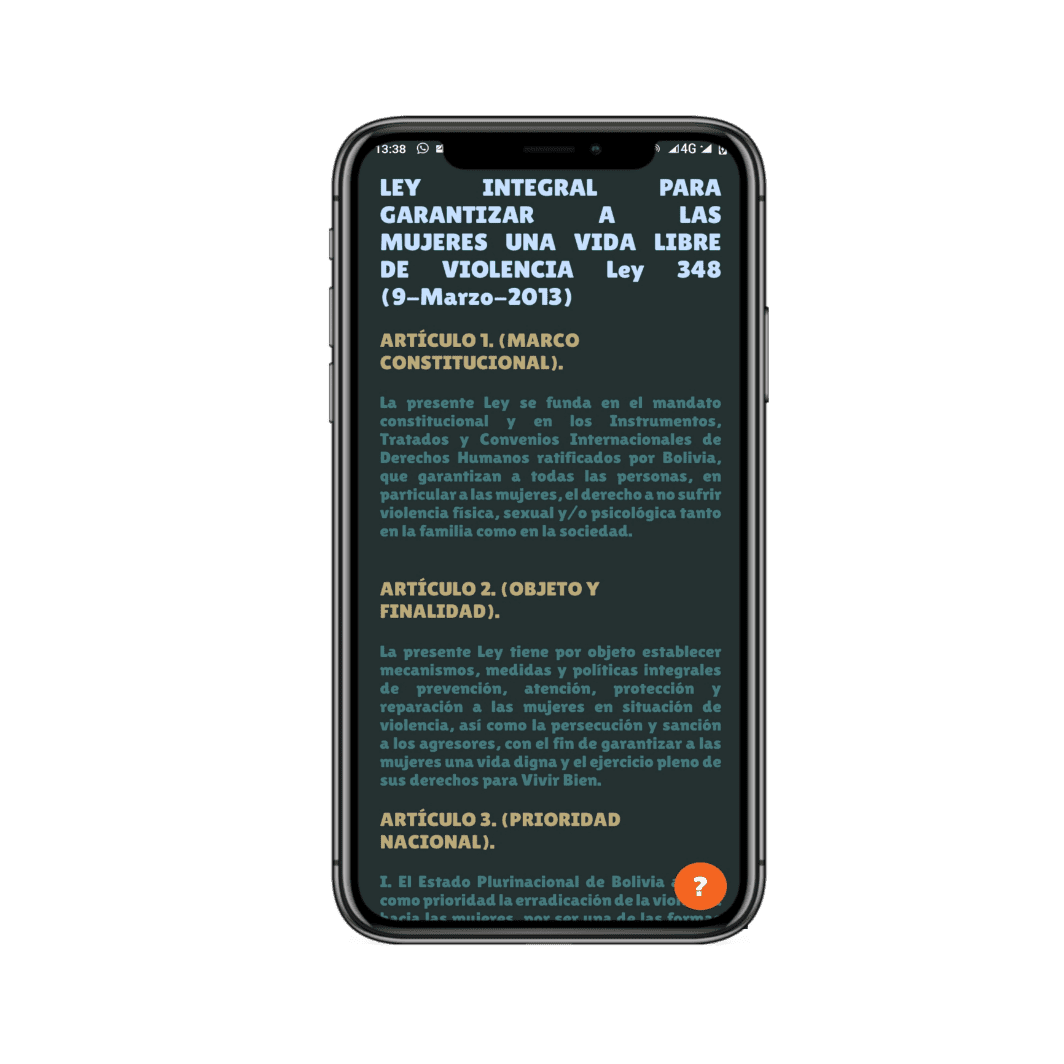 13:38
4G
LEY INTEGRAL PARA
GARANTIZAR A LAS
MUJERES UNA VIDA LIBRE
DE VIOLENCIA Ley 348
(9-Marzo-2013)
ARTÍCULO 1. (MARCO
CONSTITUCIONAL).
La presente Ley se funda en el mandato
constitucional y en los Instrumentos,
Tratados y Convenios Internacionales de
Derechos Humanos ratificados por Bolivia,
que garantizan a todas las personas, en
particular a las mujeres, el derecho a no sufrir
violencia física, sexual y/o psicológica tanto
en la familia como en la sociedad.
ARTÍCULO 2. (OBJETO Y
FINALIDAD).
La presente Ley tiene por objeto establecer
mecanismos, medidas y políticas integrales
de prevención, atención, protección y
reparación a las mujeres en situación de
violencia, así como la persecución y sanción
a los agresores, con el fin de garantizar a las
mujeres una vida digna y el ejercicio pleno de
sus derechos para Vivir Bien.
ARTÍCULO 3. (PRIORIDAD
NACIONAL).
I. El Estado Plurinacional de Bolivia
como prioridad la erradicación de la
hacia las mujeres, por ser una de las
?